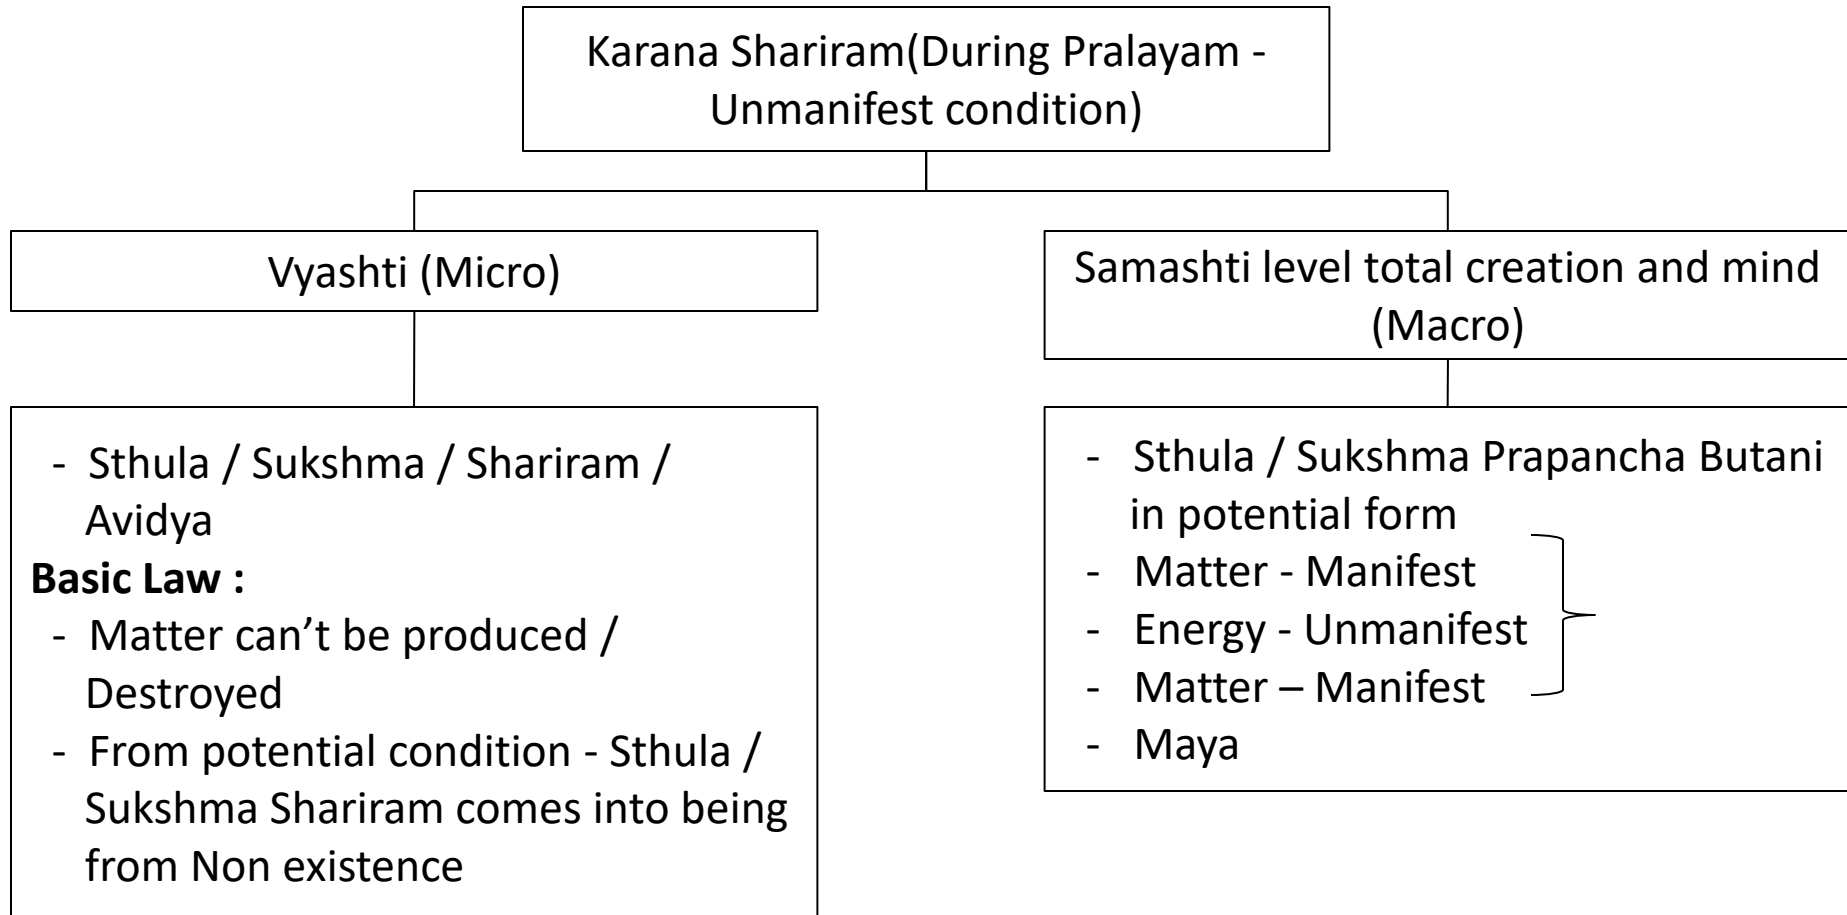 Karana Shariram(During Pralayam -
Unmanifest condition)
Vyashti (Micro)
Samashti level total creation and mind
(Macro)
- Sthula / Sukshma / Shariram /
Avidya
Basic Law :
- Matter can’t be produced /
Destroyed
- From potential condition - Sthula /
Sukshma Shariram comes into being
from Non existence
- Sthula / Sukshma Prapancha Butani
in potential form
- Matter - Manifest
- Energy - Unmanifest
- Matter – Manifest
- Maya